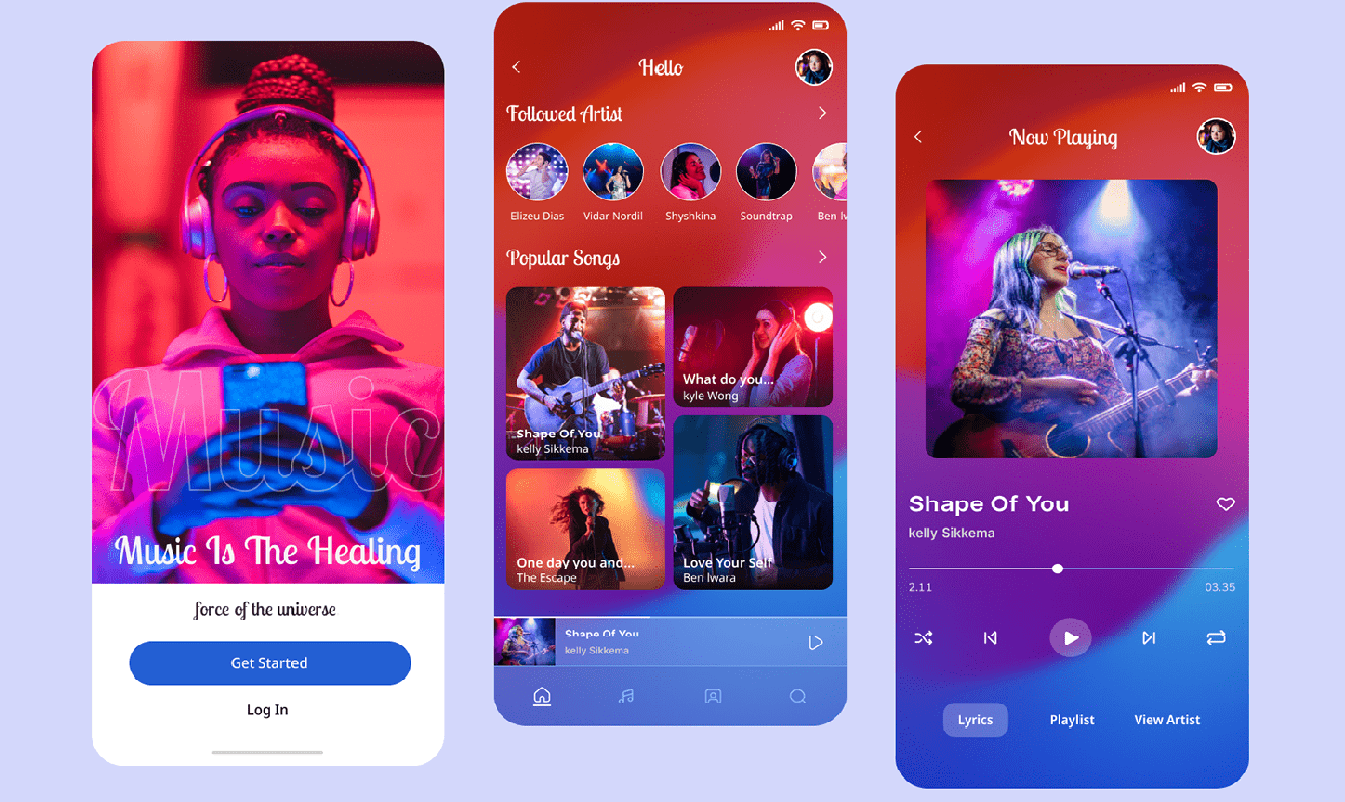 Music
Music Is The Healing
force of the universe
Get Started
Log In
Hello
Followed Artist
Elizeu Dias
Vidar Nordil
Shyshkina
Soundtrap
Ben lw
Popular Songs
Shape Of You
kelly Sikkema
What do you...
kyle Wong
One day you and...
The Escape
Love Your Self
Ben lwara
Shape Of You
kelly Sikkema
Now Playing
Shape Of You
kelly Sikkema
2.11
03.35
Lyrics
Playlist
View Artist